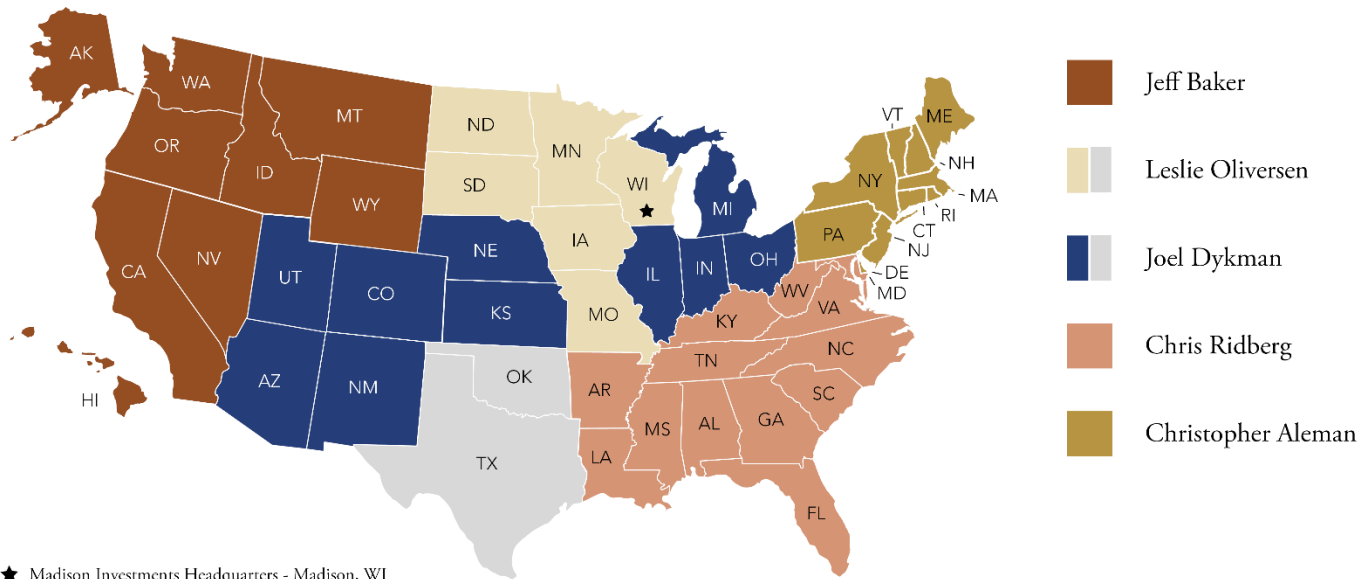 AK
WA
MT
OR
ID
WY
CA
NV
HI
ND
MN
SD
WI
IA
MO
NE
KS
UT
CO
AZ
NM
OK
TX
MI
IL
IN
OH
KY
WV
VA
TN
NC
SC
AR
LA
MS
AL
GA
FL
VT
ME
NH
MA
NY
RI
CT
NJ
PA
DE
MD
Jeff Baker
Leslie Oliversen
Joel Dykman
Chris Ridberg
Christopher Aleman
★ Madison Investments Headquarters - Madison, WI